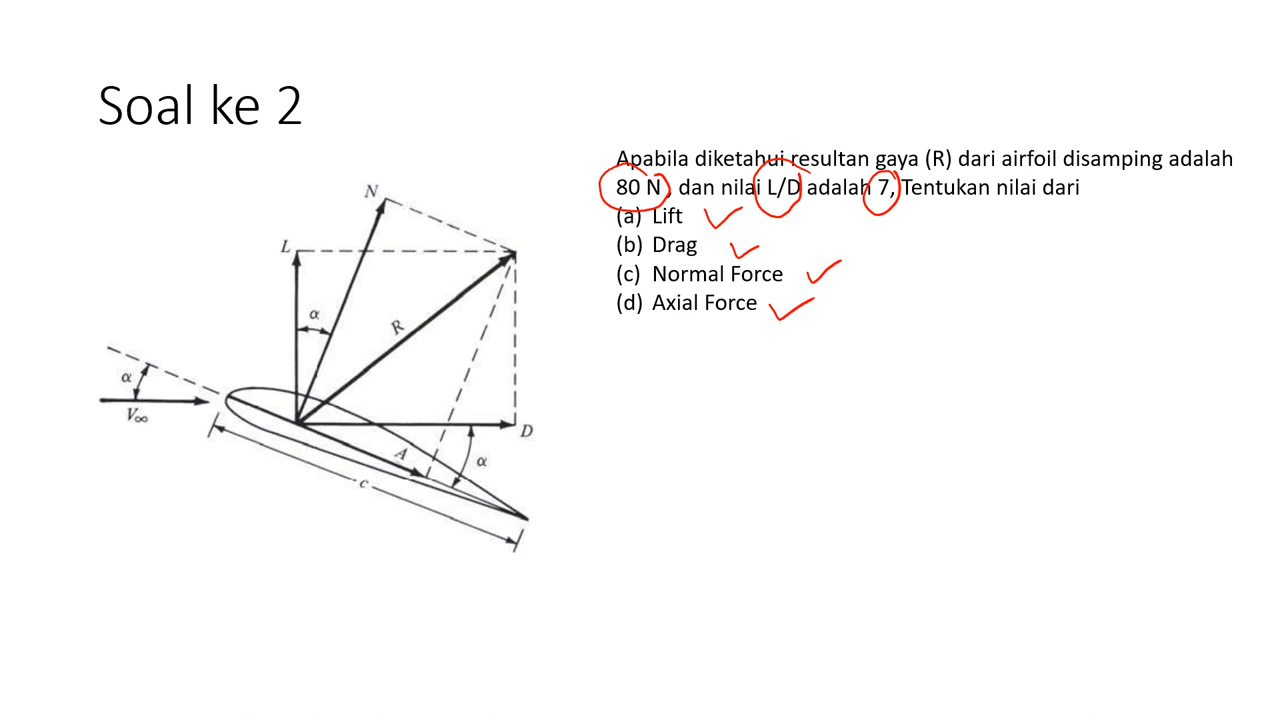 Soal ke 2
Apabila diketahui resultan gaya (R) dari airfoil disamping adalah
80 N, dan nilai L/D adalah 7, Tentukan nilai dari
(a) Lift
(b) Drag
(c) Normal Force
(d) Axial Force
N
L
α
R
α
V∞
D
A
α
c